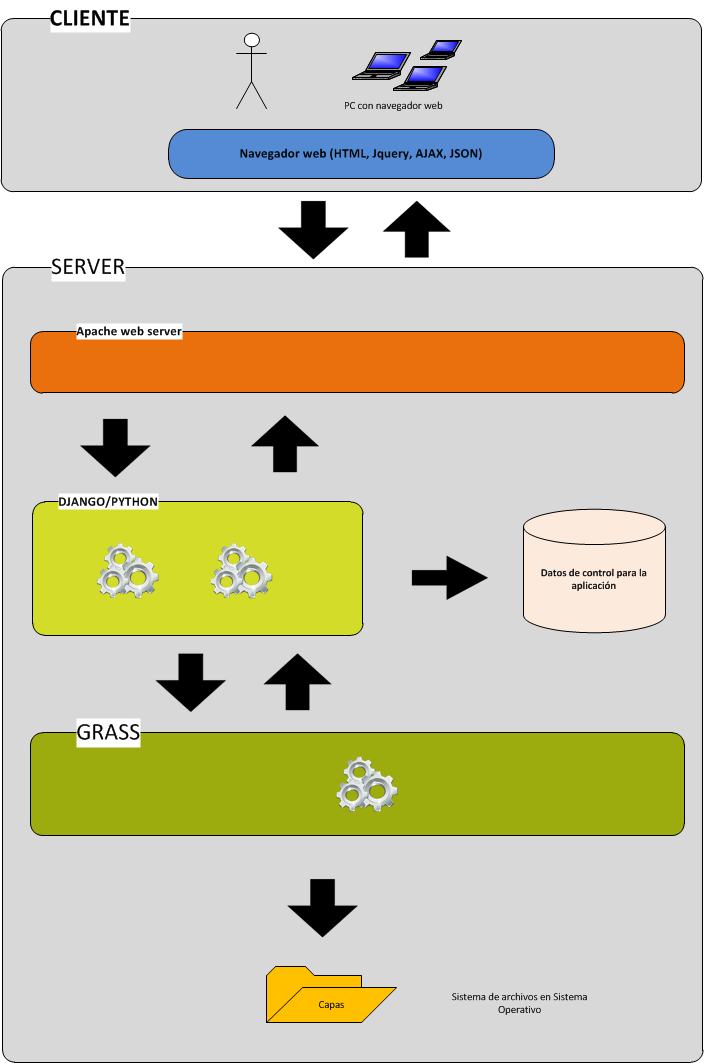 CLIENTE
PC con navegador web
Navegador web (HTML, Jquery, AJAX, JSON)
SERVER
Apache web server
DJANGO/PYTHON
Datos de control para la
aplicación
GRASS
Capas
Sistema de archivos en Sistema
Operativo